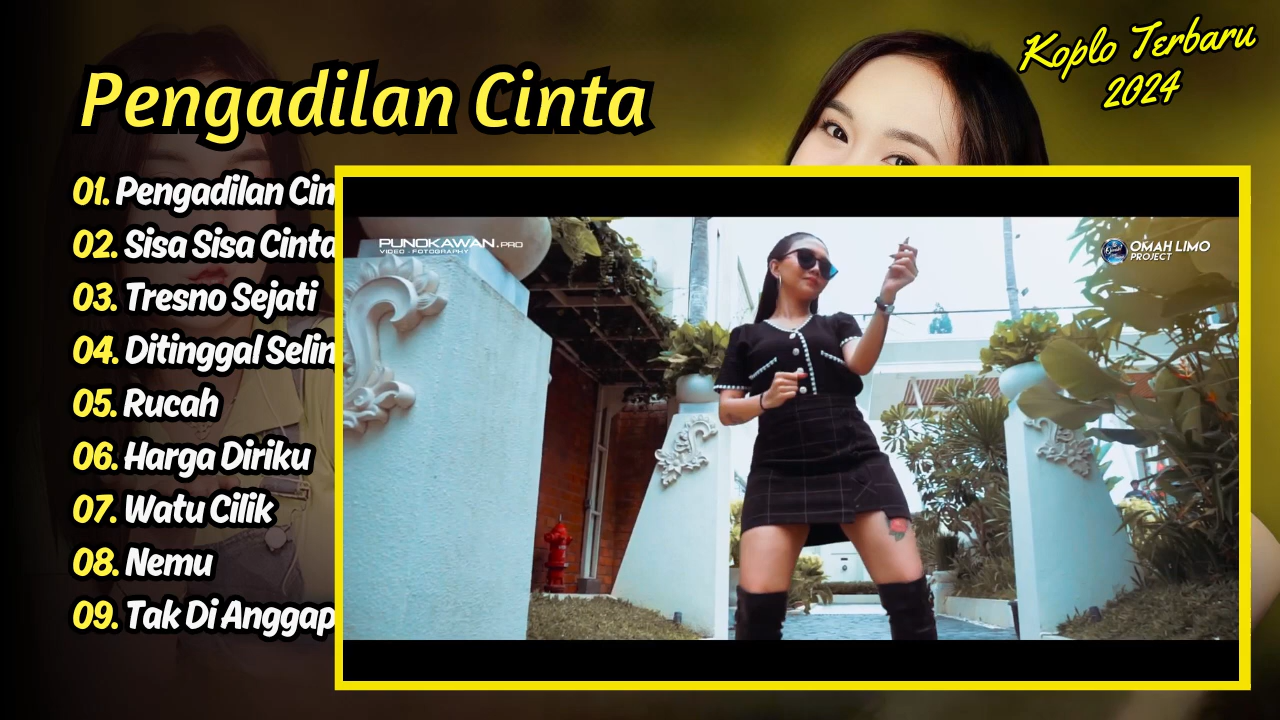 Koplo Terbaru
2024
Pengadilan Cinta
01. Pengadilan Cin
02. Sisa Sisa Cinta
03. Tresno Sejati
04. Ditinggal Selin
05. Rucah
06. Harga Diriku
07. Watu Cilik
08. Nemu
09. Tak Di Anggap
PUNOKAWAN.PRO
VIDEO - FOTOGRAPHY
OMAH LIMO
PROJECT